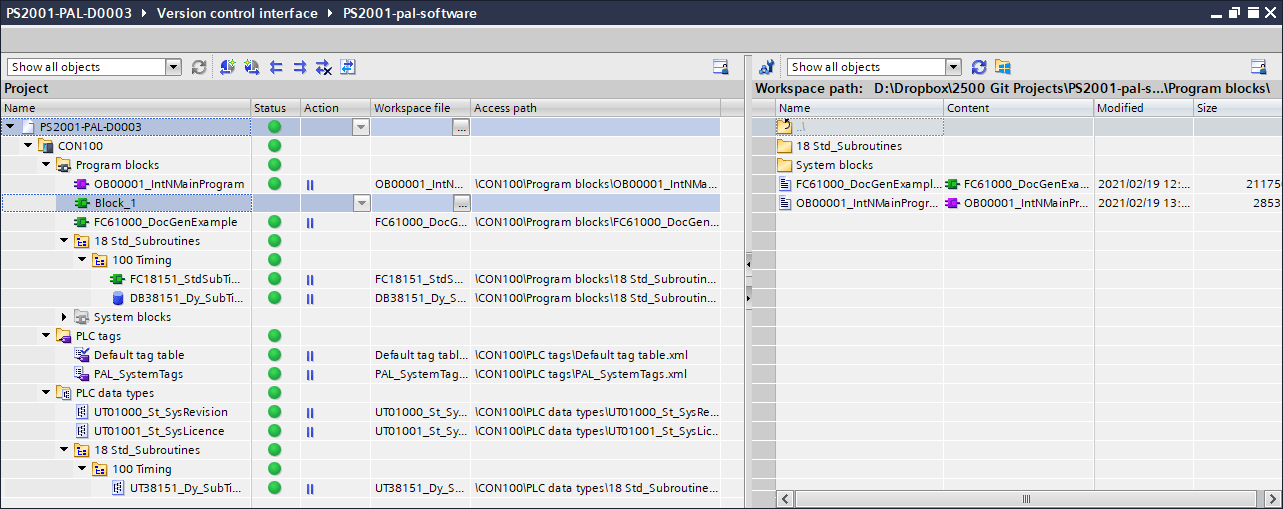 PS2001-PAL-D0003 Version control interface PS2001-pal-software
Show all objects Show all objects
Project Workspace path: D:\Dropbox\2500 Git Projects\PS2001-pal-s...\Program blocks\
Name Status Action Workspace file Access path Name Content Modified Size
PS2001-PAL-D0003 ... ..\
CON100 18 Std_Subroutines
Program blocks System blocks
OB00001_IntNMainProgram OB00001_IntN... \CON100\Program blocks\OB00001_IntNMa... FC61000_DocGenExampl... FC61000_DocGenExa... 2021/02/19 12:... 21175
Block_1 ... OB00001_IntNMainProgr... OB00001_IntNMainPr... 2021/02/19 13:... 2853
FC61000_DocGenExample FC61000_DocG... \CON100\Program blocks\FC61000_DocGen...
18 Std_Subroutines
100 Timing
FC18151_StdSubTi... FC18151_StdS... \CON100\Program blocks\18 Std_Subroutin...
DB38151_Dy_SubTi... DB38151_Dy_S... \CON100\Program blocks\18 Std_Subroutin...
System blocks
PLC tags
Default tag table Default tag tabl... \CON100\PLC tags\Default tag table.xml
PAL_SystemTags PAL_SystemTag... \CON100\PLC tags\PAL_SystemTags.xml
PLC data types
UT01000_St_SysRevision UT01000_St_Sy... \CON100\PLC data types\UT01000_St_SysRe...
UT01001_St_SysLicence UT01001_St_Sy... \CON100\PLC data types\UT01001_St_SysLic...
18 Std_Subroutines
100 Timing
UT38151_Dy_SubTi... UT38151_Dy_S... \CON100\PLC data types\18 Std_Subroutine...